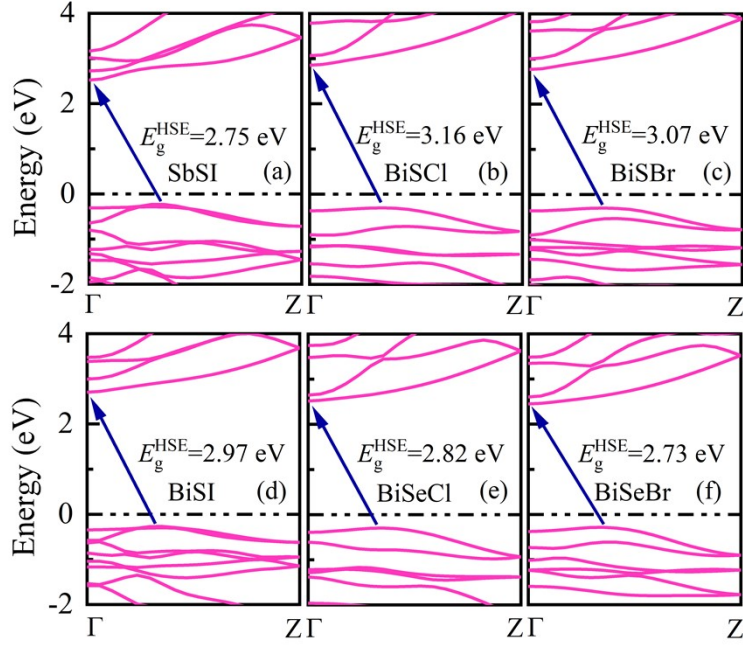 4
2
0
-2
Energy (eV)
E_g^HSE=2.75 eV
SbSI (a)
E_g^HSE=3.16 eV
BiSCl (b)
E_g^HSE=3.07 eV
BiSBr (c)
Γ Z Γ Z Γ Z
4
2
0
-2
Energy (eV)
E_g^HSE=2.97 eV
BiSI (d)
E_g^HSE=2.82 eV
BiSeCl (e)
E_g^HSE=2.73 eV
BiSeBr (f)
Γ Z Γ Z Γ Z